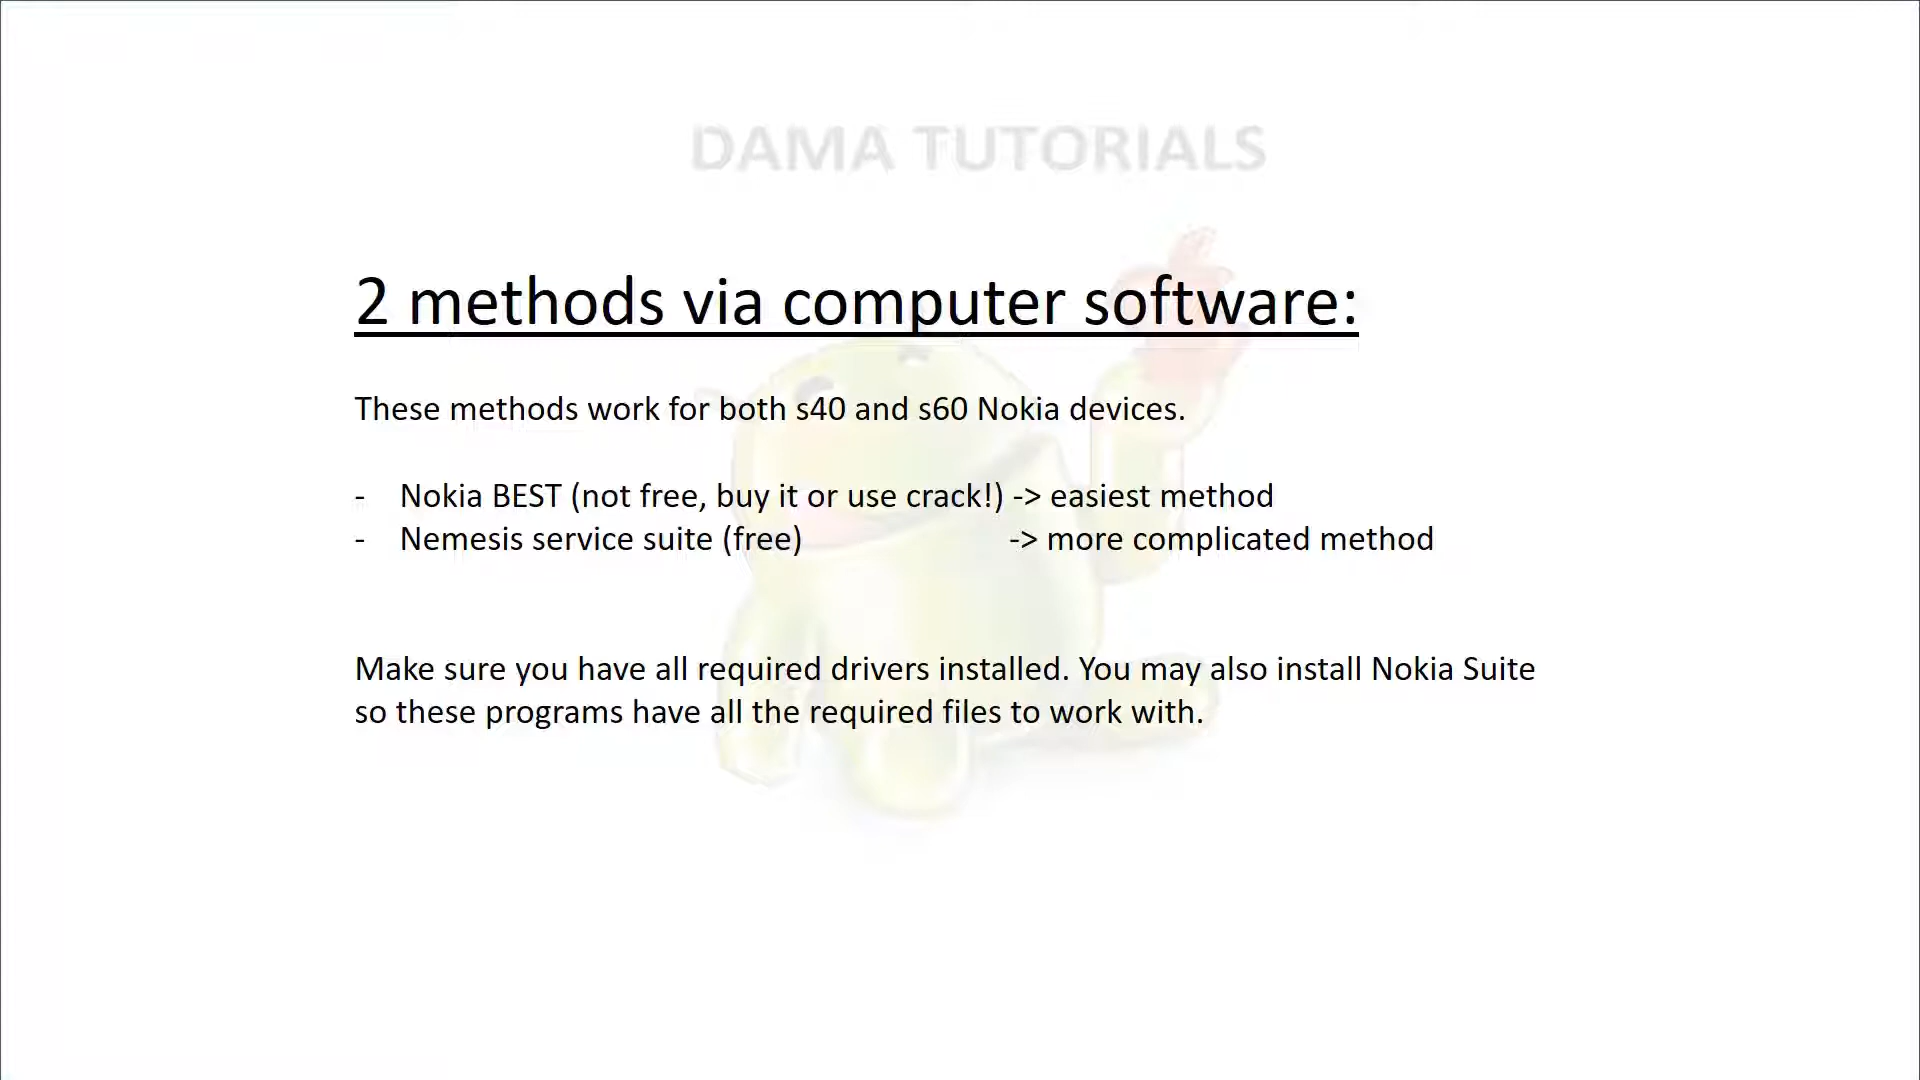 DAMA TUTORIALS
2 methods via computer software:
These methods work for both s40 and s60 Nokia devices.
- Nokia BEST (not free, buy it or use crack!) -> easiest method
- Nemesis service suite (free) -> more complicated method
Make sure you have all required drivers installed. You may also install Nokia Suite
so these programs have all the required files to work with.